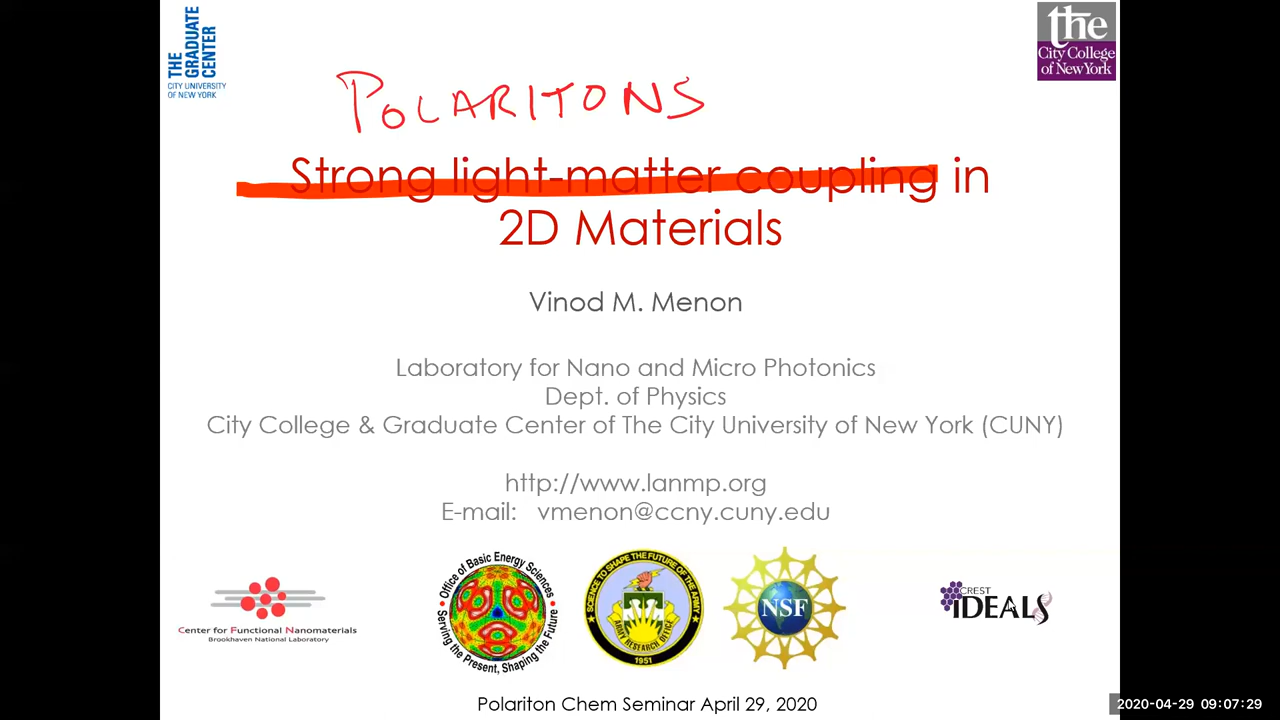 THE
GRADUATE
CENTER
CITY UNIVERSITY
OF NEW YORK
the
City College
of New York
POLARITONS
Strong light-matter coupling in
2D Materials
Vinod M. Menon
Laboratory for Nano and Micro Photonics
Dept. of Physics
City College & Graduate Center of The City University of New York (CUNY)
http://www.lanmp.org
E-mail: vmenon@ccny.cuny.edu
Center for Functional Nanomaterials
Brookhaven National Laboratory
Office of Basic Energy Sciences
Serving the Present, Shaping the Future
SCIENCE TO SHAPE THE FUTURE OF THE ARMY
ARMY RESEARCH OFFICE
1951
NSF
CREST
iDEALS
Polariton Chem Seminar April 29, 2020
2020-04-29 09:07:29